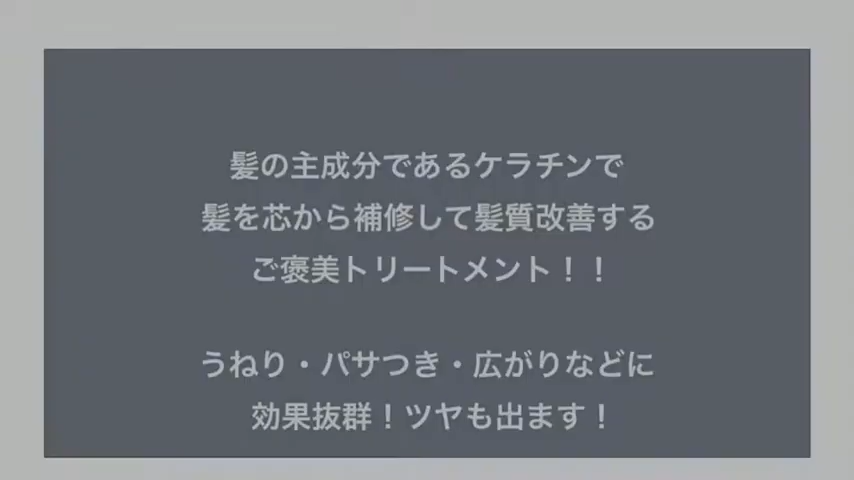 髪の主成分であるケラチンで
髪を芯から補修して髪質改善する
ご褒美トリートメント！！
うねり・パサつき・広がりなどに
効果抜群！ツヤも出ます！